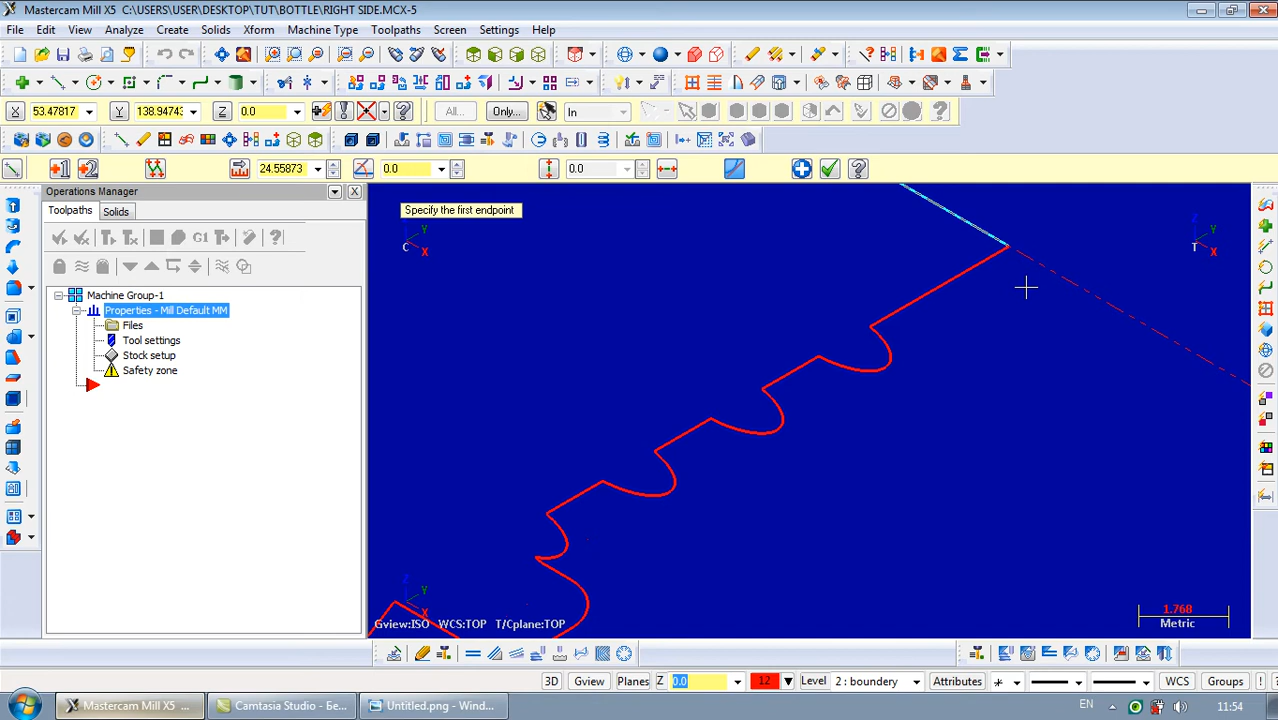 Mastercam Mill X5  C:\USERS\USER\DESKTOP\TUT\BOTTLE\RIGHT SIDE.MCX-5
File Edit View Analyze Create Solids Xform Machine Type Toolpaths Screen Settings Help
X 53.47817 Y 138.94743 Z 0.0 All... Only... In
24.55873 0.0 0.0
Operations Manager
Toolpaths Solids
G1
Machine Group-1
Properties - Mill Default MM
Files
Tool settings
Stock setup
Safety zone
Specify the first endpoint
Y
C
X
Z
Y
T
X
Z
Y
X
Gview:ISO WCS:TOP T/Cplane:TOP
1.768
Metric
3D Gview Planes Z 0.0 12 Level 2 : boundary Attributes WCS Groups ?
Mastercam Mill X5 ... Camtasia Studio - Бе... Untitled.png - Wind... EN 11:54